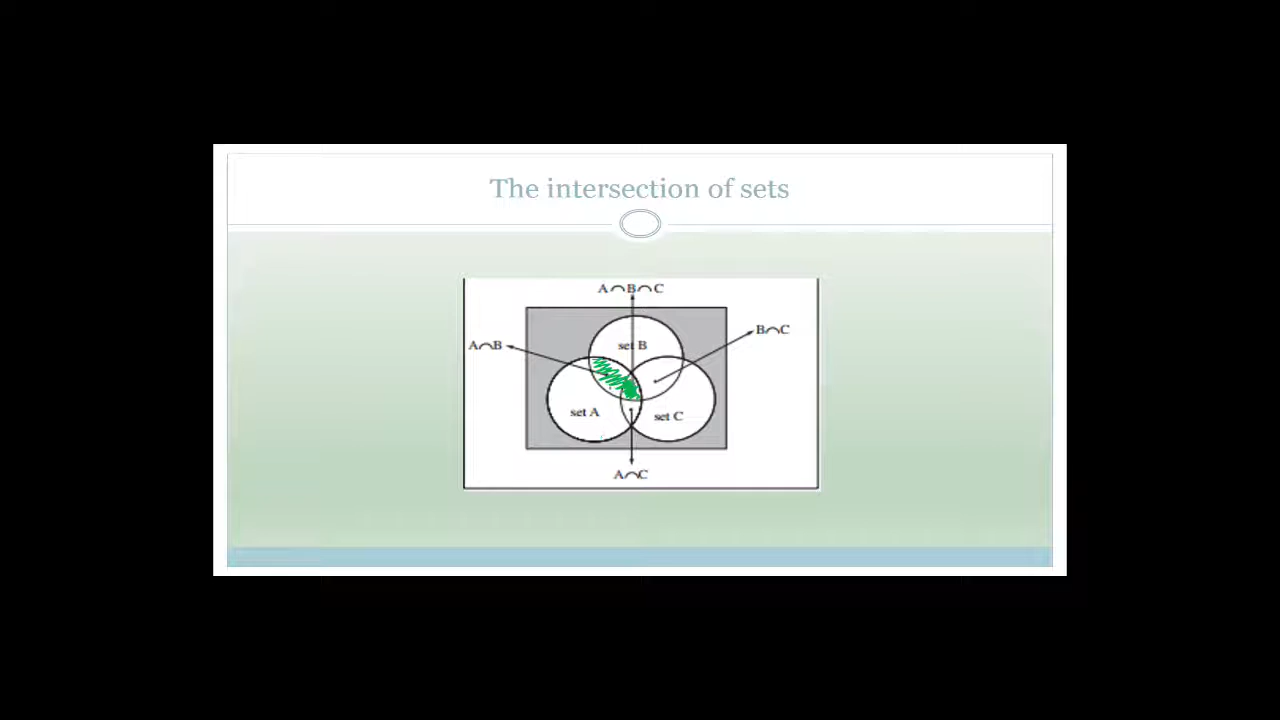 The intersection of sets
A∩B∩C
B∩C
A∩B
set B
set A
set C
A∩C